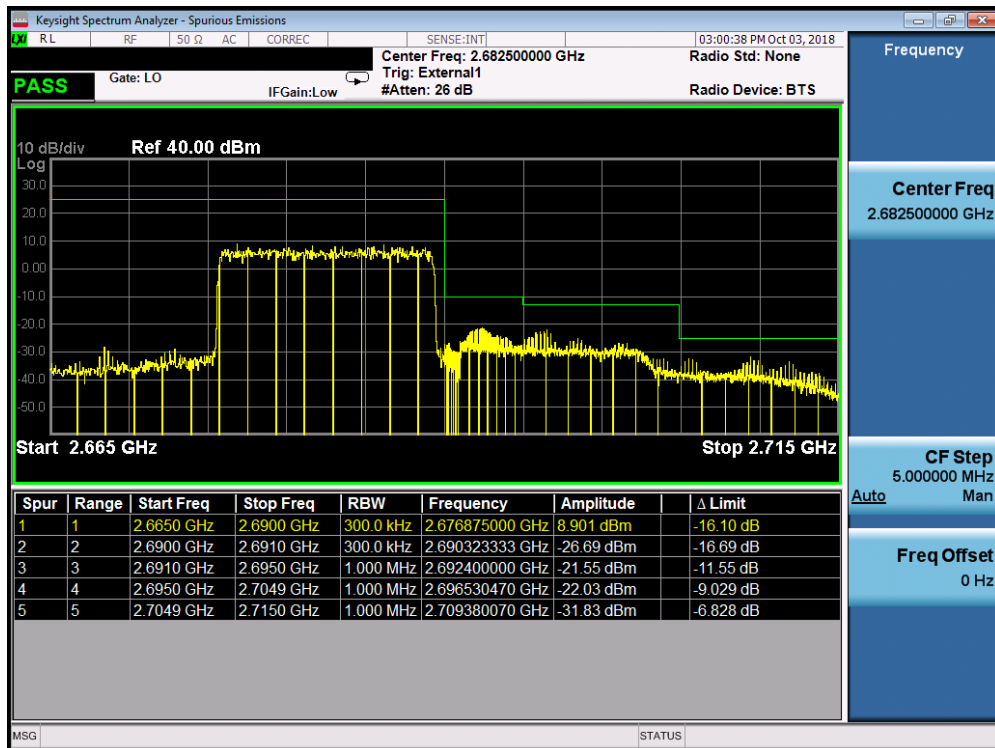 Keysight Spectrum Analyzer - Spurious Emissions
LXI RL RF 50 Ω AC CORREC SENSE:INT 03:00:38 PM Oct 03, 2018
Center Freq: 2.682500000 GHz Radio Std: None
Gate: LO Trig: External1
PASS IFGain:Low #Atten: 26 dB Radio Device: BTS
10 dB/div Ref 40.00 dBm
Log
30.0
20.0
10.0
0.00
-10.0
-20.0
-30.0
-40.0
-50.0
Start 2.665 GHz Stop 2.715 GHz
Spur Range Start Freq Stop Freq RBW Frequency Amplitude Δ Limit
1 1 2.6650 GHz 2.6900 GHz 300.0 kHz 2.676875000 GHz 8.901 dBm -16.10 dB
2 2 2.6900 GHz 2.6910 GHz 300.0 kHz 2.690323333 GHz -26.69 dBm -16.69 dB
3 3 2.6910 GHz 2.6950 GHz 1.000 MHz 2.692400000 GHz -21.55 dBm -11.55 dB
4 4 2.6950 GHz 2.7049 GHz 1.000 MHz 2.696530470 GHz -22.03 dBm -9.029 dB
5 5 2.7049 GHz 2.7150 GHz 1.000 MHz 2.709380070 GHz -31.83 dBm -6.828 dB
MSG STATUS
Frequency
Center Freq
2.682500000 GHz
CF Step
5.000000 MHz
Auto Man
Freq Offset
0 Hz